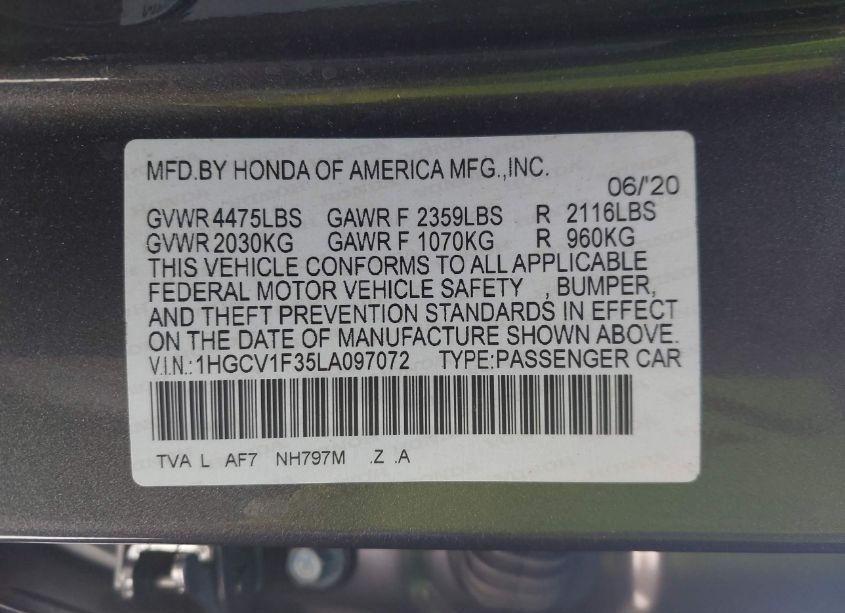 MFD.BY HONDA OF AMERICA MFG.,INC.
06/'20
GVWR 4475LBS GAWR F 2359LBS R 2116LBS
GVWR 2030KG GAWR F 1070KG R 960KG
THIS VEHICLE CONFORMS TO ALL APPLICABLE
FEDERAL MOTOR VEHICLE SAFETY , BUMPER,
AND THEFT PREVENTION STANDARDS IN EFFECT
ON THE DATE OF MANUFACTURE SHOWN ABOVE.
V.I.N.:1HGCV1F35LA097072 TYPE:PASSENGER CAR
TVA L AF7 NH797M .Z .A